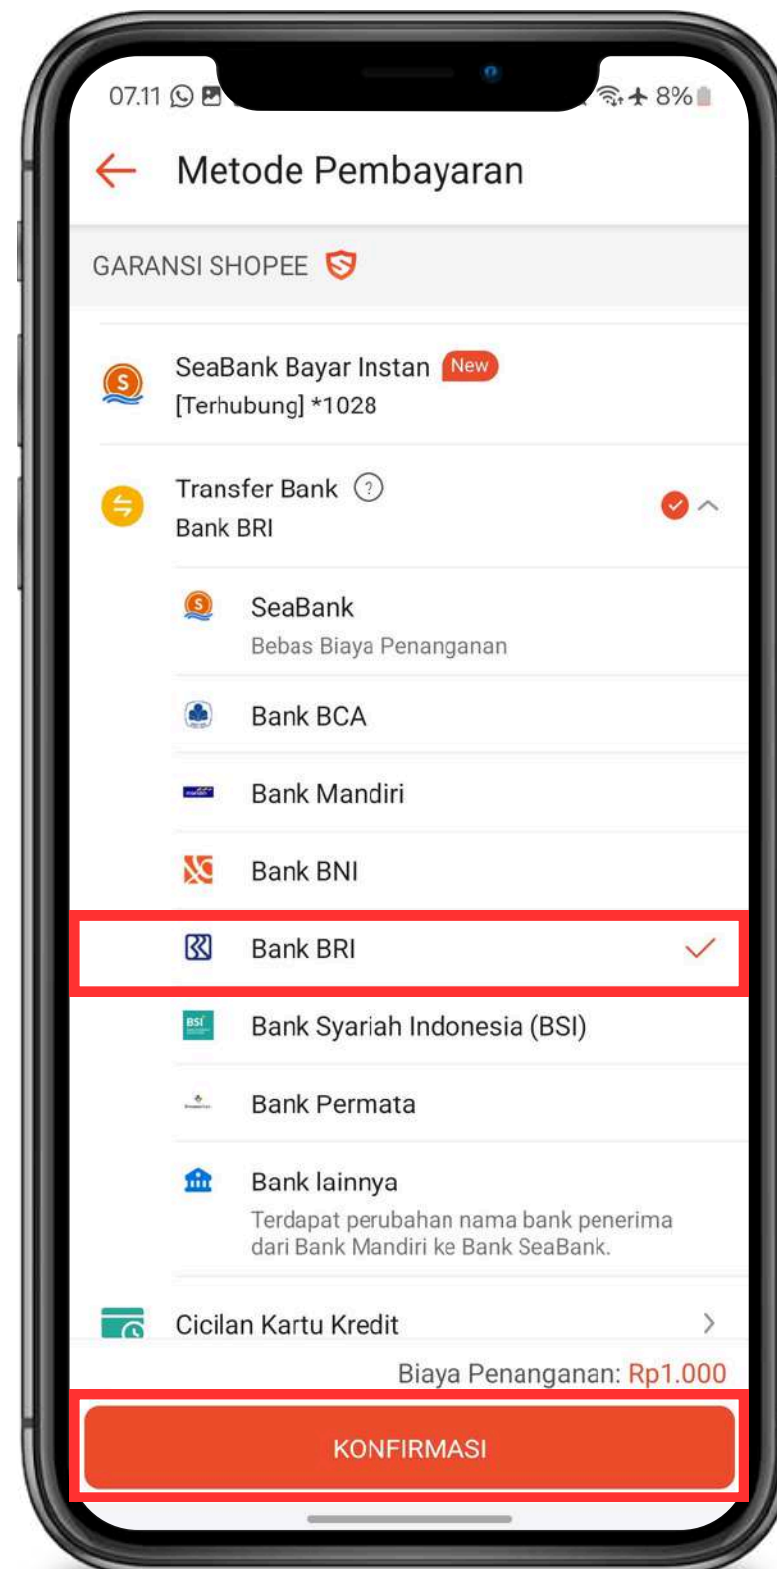 07.11 8%
Metode Pembayaran
GARANSI SHOPEE
SeaBank Bayar Instan New
[Terhubung] *1028
Transfer Bank ?
Bank BRI
SeaBank
Bebas Biaya Penanganan
Bank BCA
Bank Mandiri
Bank BNI
Bank BRI
BSI Bank Syariah Indonesia (BSI)
Bank Permata
Bank lainnya
Terdapat perubahan nama bank penerima
dari Bank Mandiri ke Bank SeaBank.
Cicilan Kartu Kredit
Biaya Penanganan: Rp1.000
KONFIRMASI